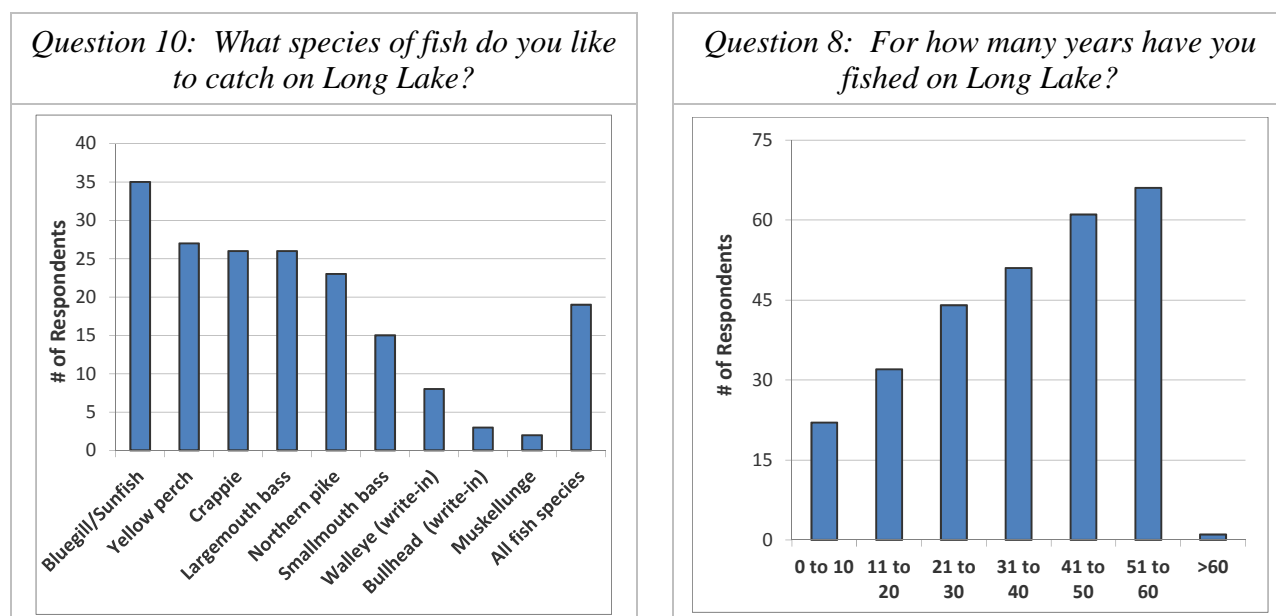 Question 10:  What species of fish do you like
to catch on Long Lake?
40
35
30
25
20
15
10
5
0
# of Respondents
Bluegill/Sunfish
Yellow perch
Crappie
Largemouth bass
Northern pike
Smallmouth bass
Walleye (write-in)
Bullhead (write-in)
Muskellunge
All fish species
Question 8:  For how many years have you
fished on Long Lake?
75
60
45
30
15
0
# of Respondents
0 to 10
11 to
20
21 to
30
31 to
40
41 to
50
51 to
60
>60